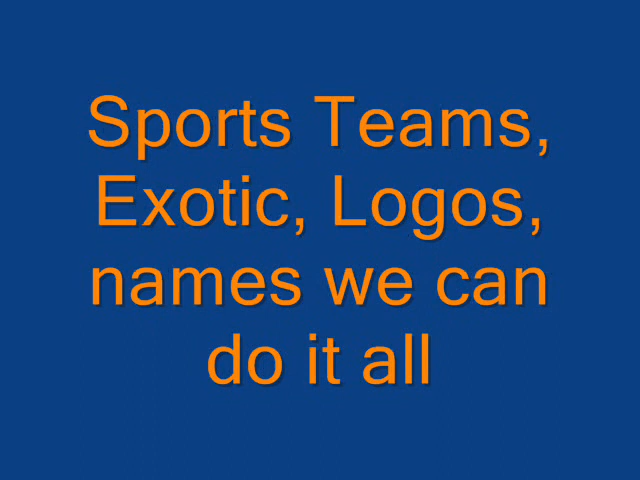 Sports Teams,
Exotic, Logos,
names we can
do it all